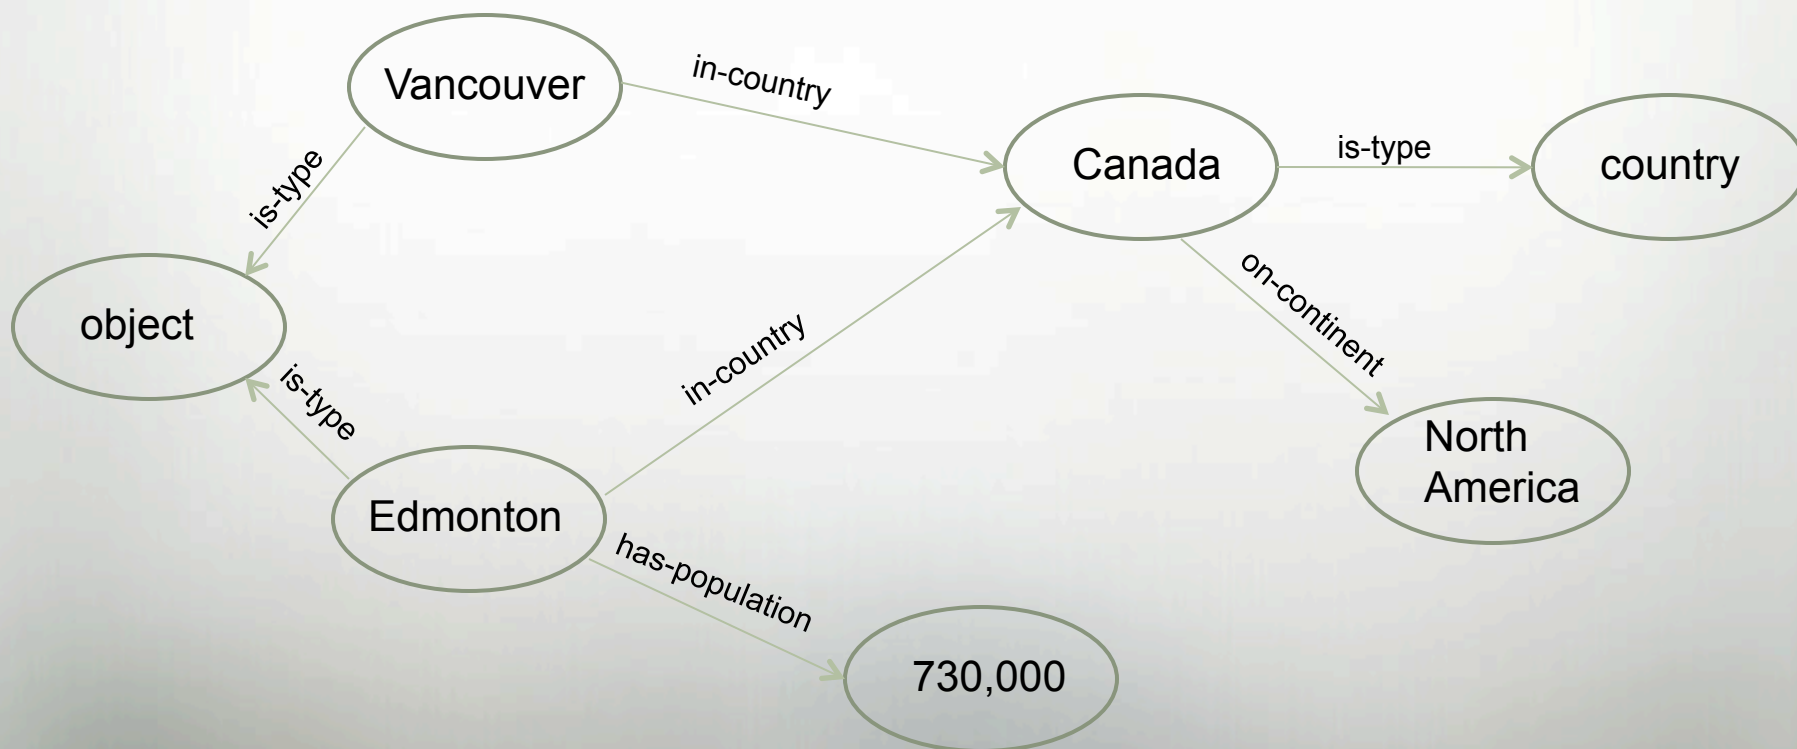 Vancouver
in-country
Canada
is-type
country
is-type
object
on-continent
in-country
is-type
North
America
Edmonton
has-population
730,000